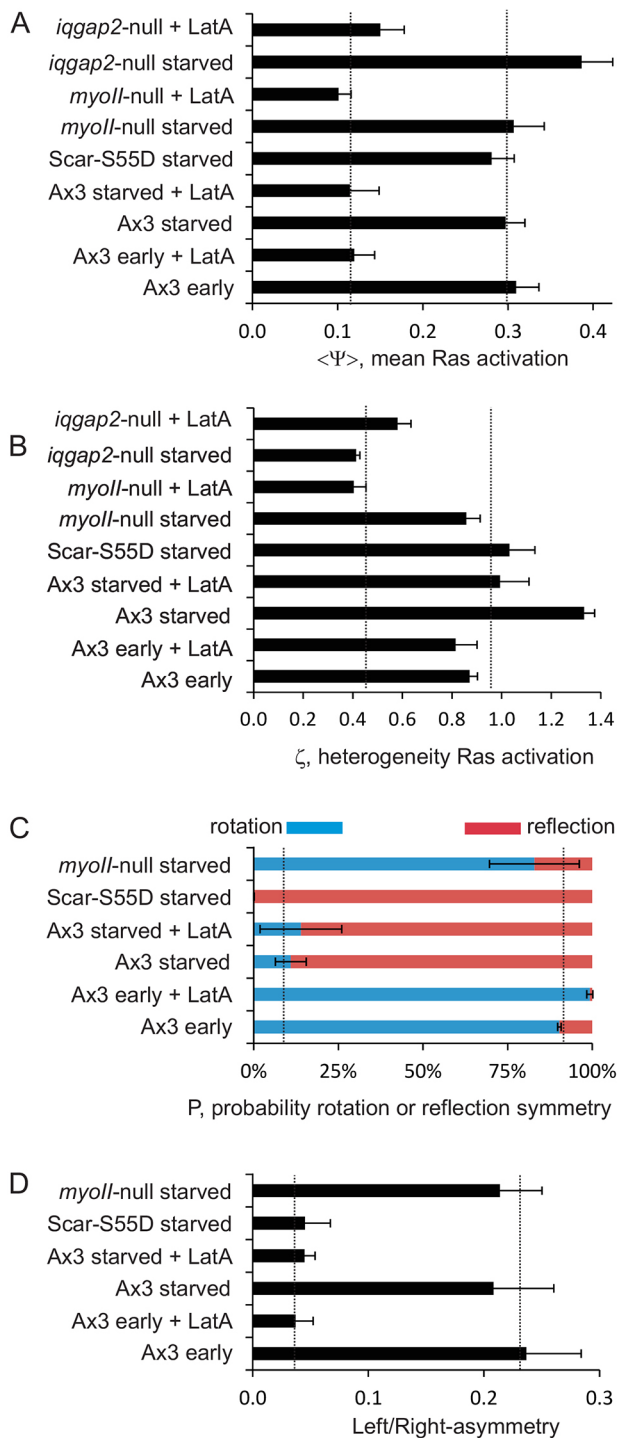 A
iqgap2-null + LatA
iqgap2-null starved
myoII-null + LatA
myoII-null starved
Scar-S55D starved
Ax3 starved + LatA
Ax3 starved
Ax3 early + LatA
Ax3 early
0.0 0.1 0.2 0.3 0.4
<Ψ>, mean Ras activation
B
iqgap2-null + LatA
iqgap2-null starved
myoII-null + LatA
myoII-null starved
Scar-S55D starved
Ax3 starved + LatA
Ax3 starved
Ax3 early + LatA
Ax3 early
0.0 0.2 0.4 0.6 0.8 1.0 1.2 1.4
ζ, heterogeneity Ras activation
C
rotation reflection
myoII-null starved
Scar-S55D starved
Ax3 starved + LatA
Ax3 starved
Ax3 early + LatA
Ax3 early
0% 25% 50% 75% 100%
P, probability rotation or reflection symmetry
D
myoII-null starved
Scar-S55D starved
Ax3 starved + LatA
Ax3 starved
Ax3 early + LatA
Ax3 early
0.0 0.1 0.2 0.3
Left/Right-asymmetry